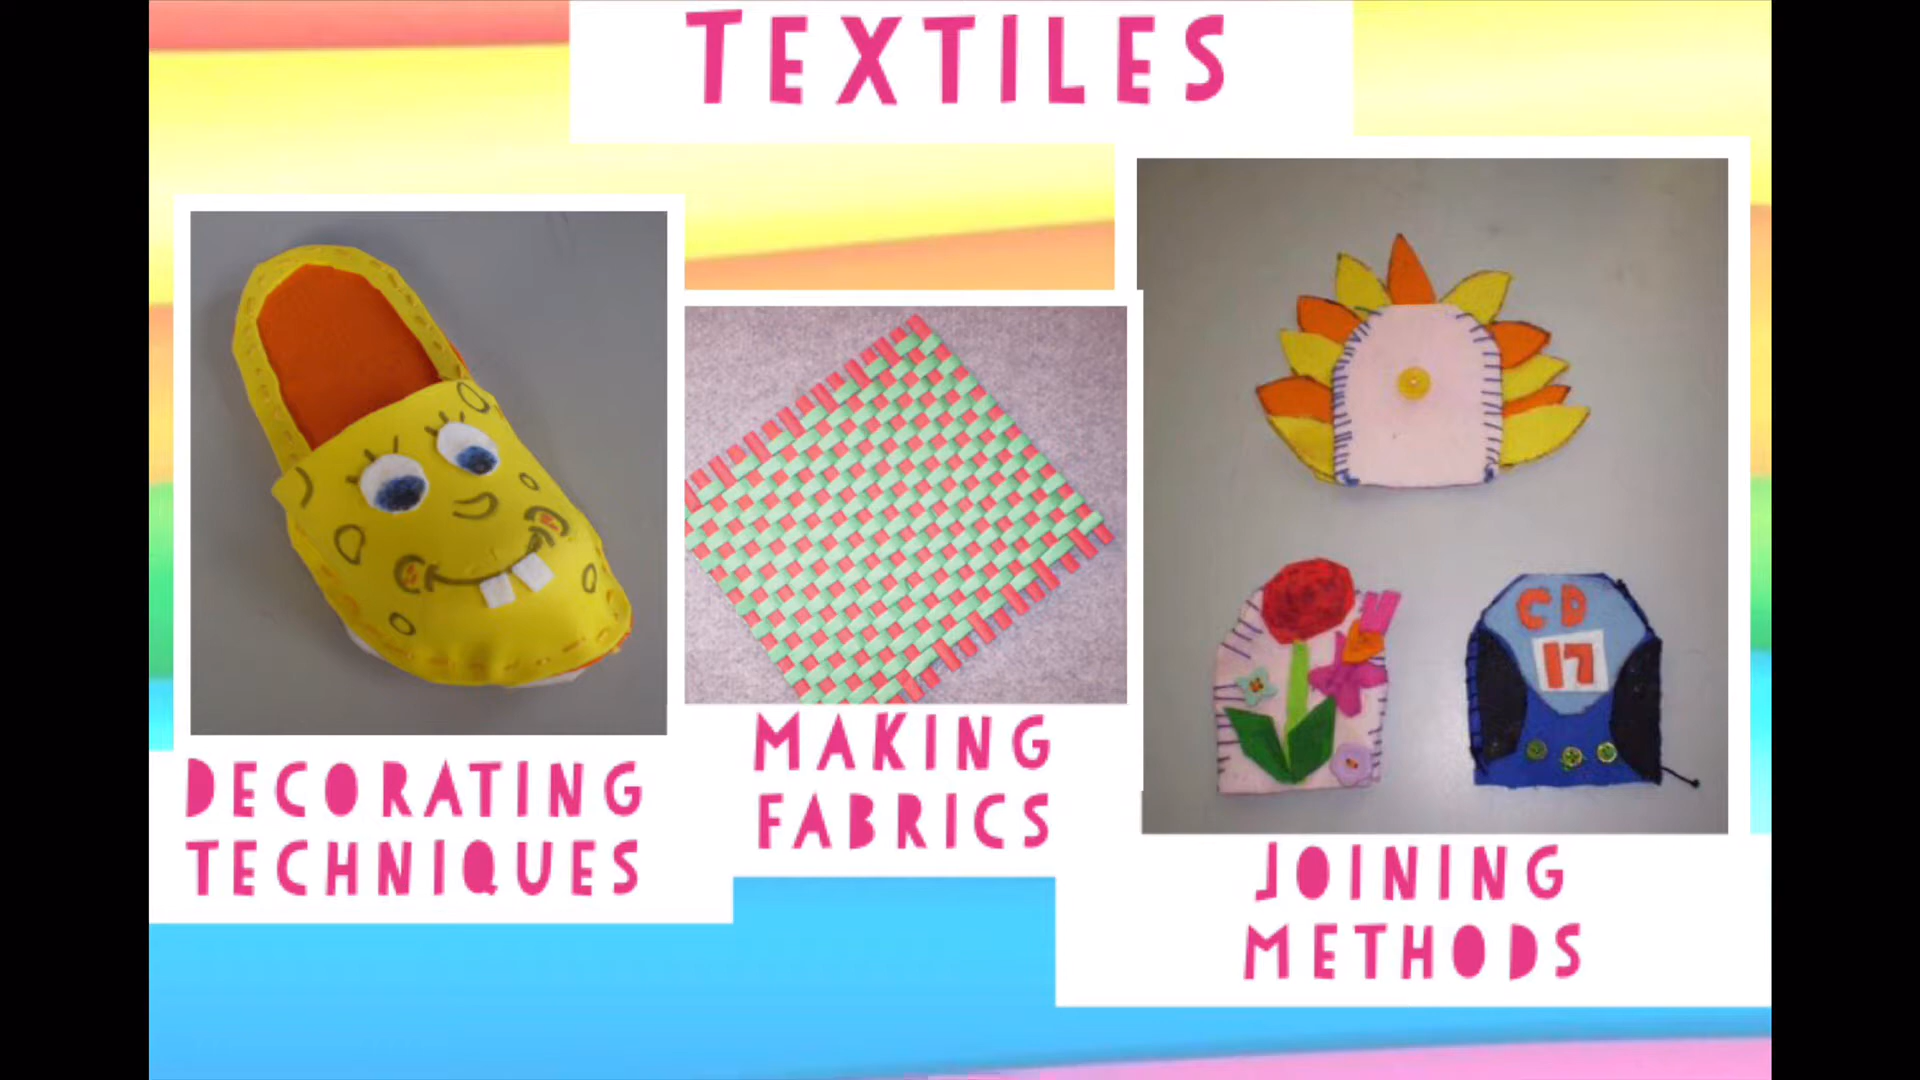 TEXTILES
DECORATING
TECHNIQUES
MAKING
FABRICS
JOINING
METHODS
CD
17